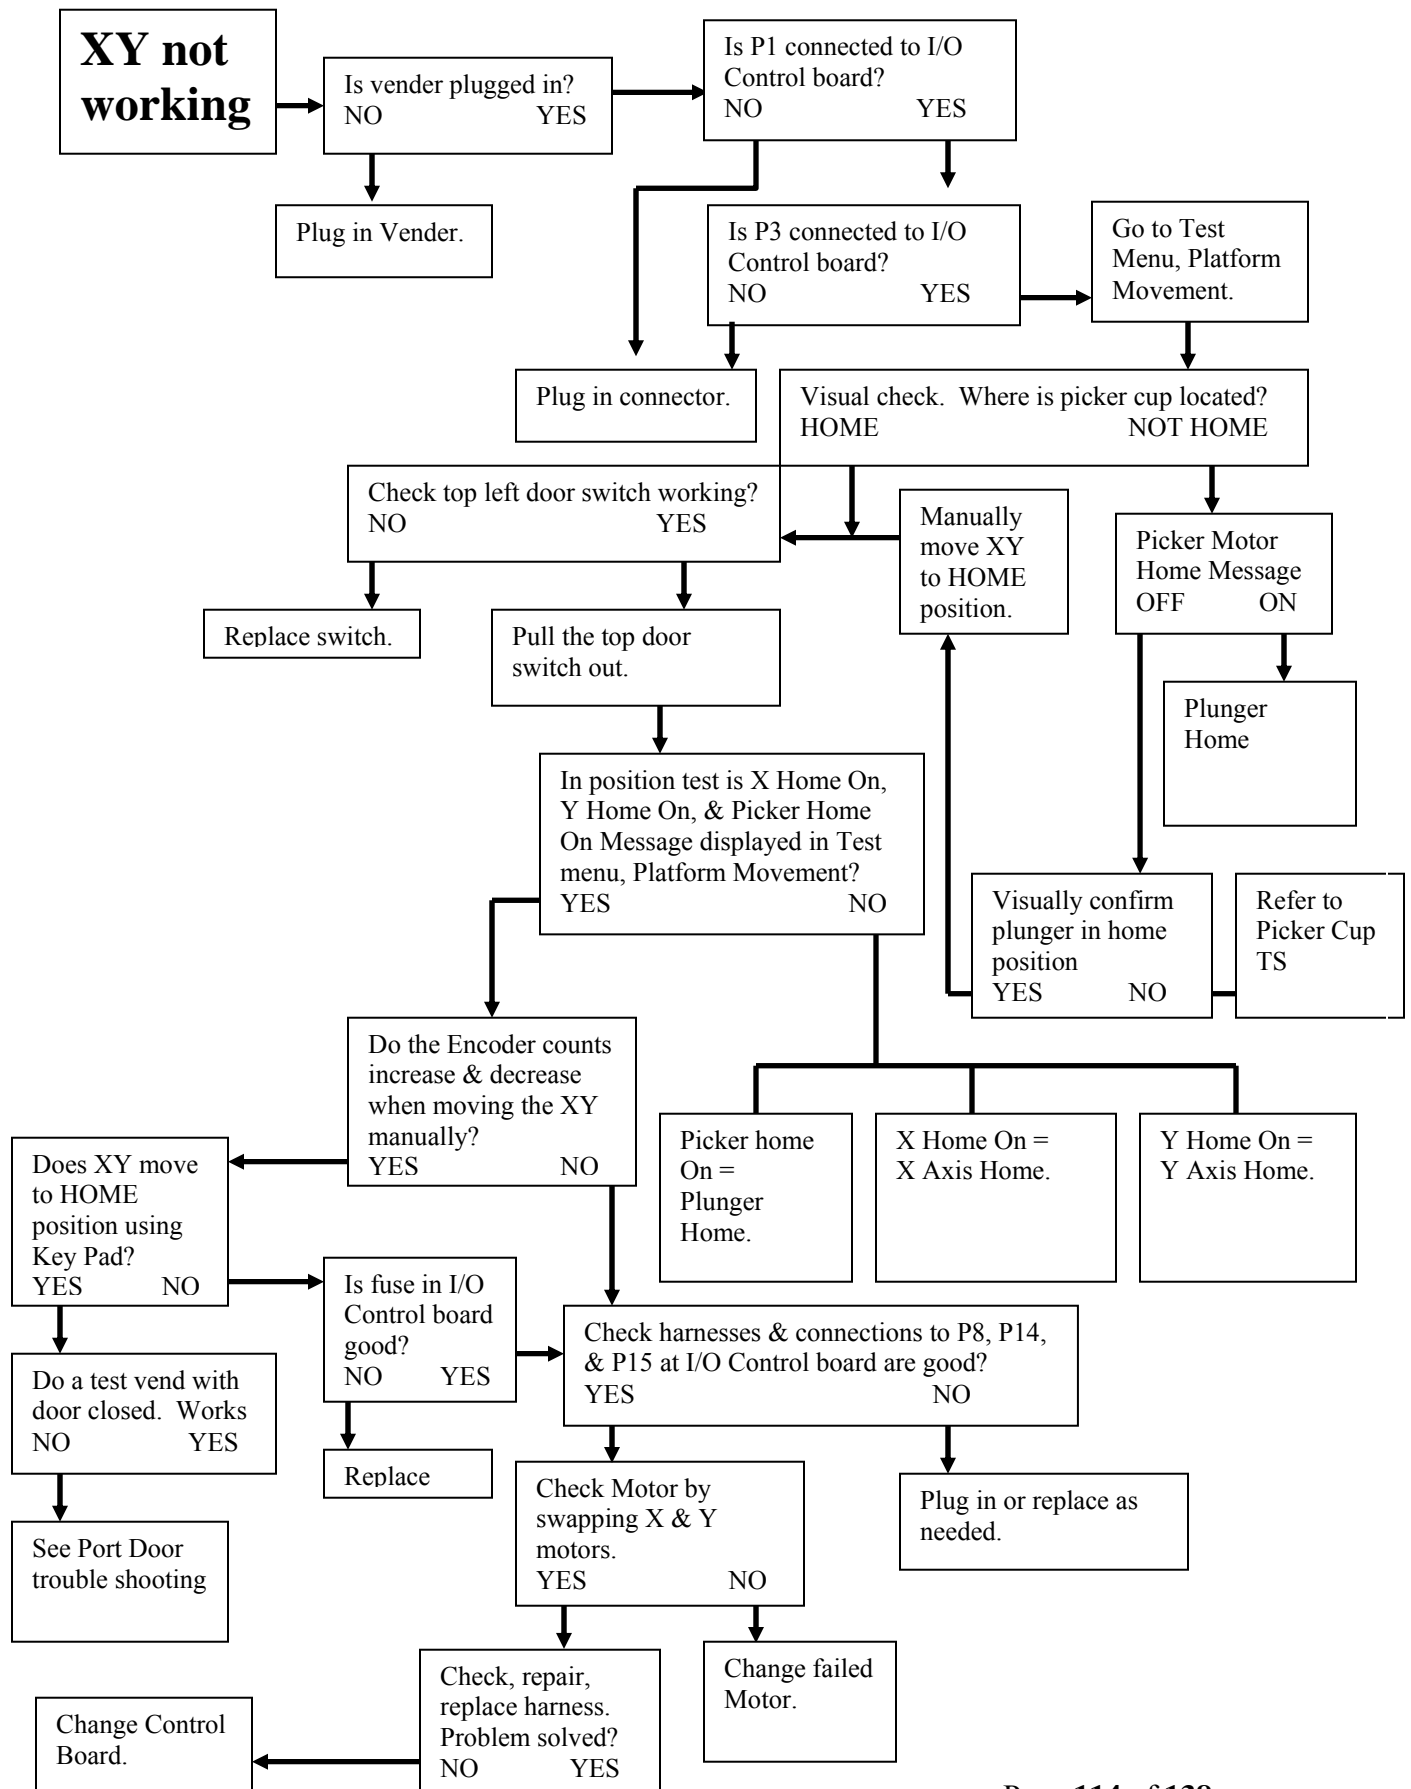 XY not
working
Is vender plugged in?
NO YES
Is P1 connected to I/O
Control board?
NO YES
Plug in Vender.
Is P3 connected to I/O
Control board?
NO YES
Go to Test
Menu, Platform
Movement.
Plug in connector.
Visual check. Where is picker cup located?
HOME NOT HOME
Check top left door switch working?
NO YES
Manually
move XY
to HOME
position.
Picker Motor
Home Message
OFF ON
Replace switch.
Pull the top door
switch out.
Plunger
Home
In position test is X Home On,
Y Home On, & Picker Home
On Message displayed in Test
menu, Platform Movement?
YES NO
Visually confirm
plunger in home
position
YES NO
Refer to
Picker Cup
TS
Do the Encoder counts
increase & decrease
when moving the XY
manually?
YES NO
Picker home
On =
Plunger
Home.
X Home On =
X Axis Home.
Y Home On =
Y Axis Home.
Does XY move
to HOME
position using
Key Pad?
YES NO
Is fuse in I/O
Control board
good?
NO YES
Check harnesses & connections to P8, P14,
& P15 at I/O Control board are good?
YES NO
Do a test vend with
door closed. Works
NO YES
Replace
Check Motor by
swapping X & Y
motors.
YES NO
Plug in or replace as
needed.
See Port Door
trouble shooting
Check, repair,
replace harness.
Problem solved?
NO YES
Change failed
Motor.
Change Control
Board.
Page 114 of 138